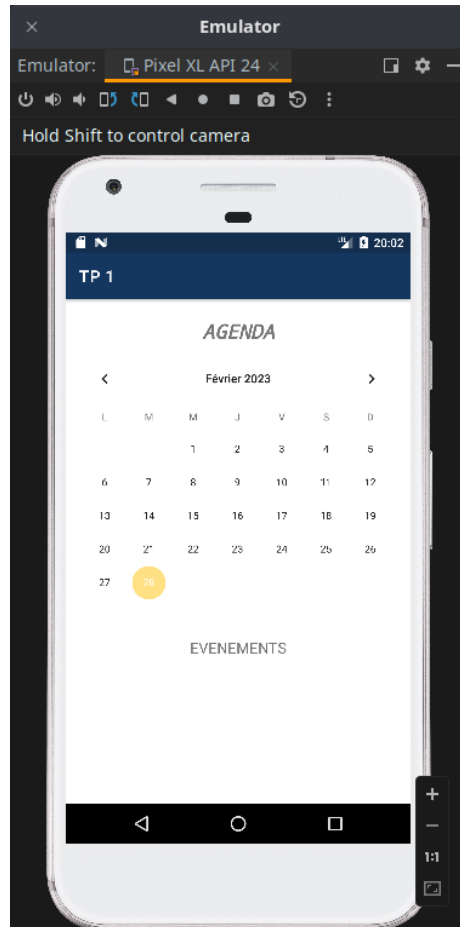 Emulator
Emulator: Pixel XL API 24
Hold Shift to control camera
20:02
TP 1
AGENDA
Février 2023
L M M J V S D
1 2 3 4 5
6 7 8 9 10 11 12
13 14 15 16 17 18 19
20 21 22 23 24 25 26
27 28
EVENEMENTS
1:1